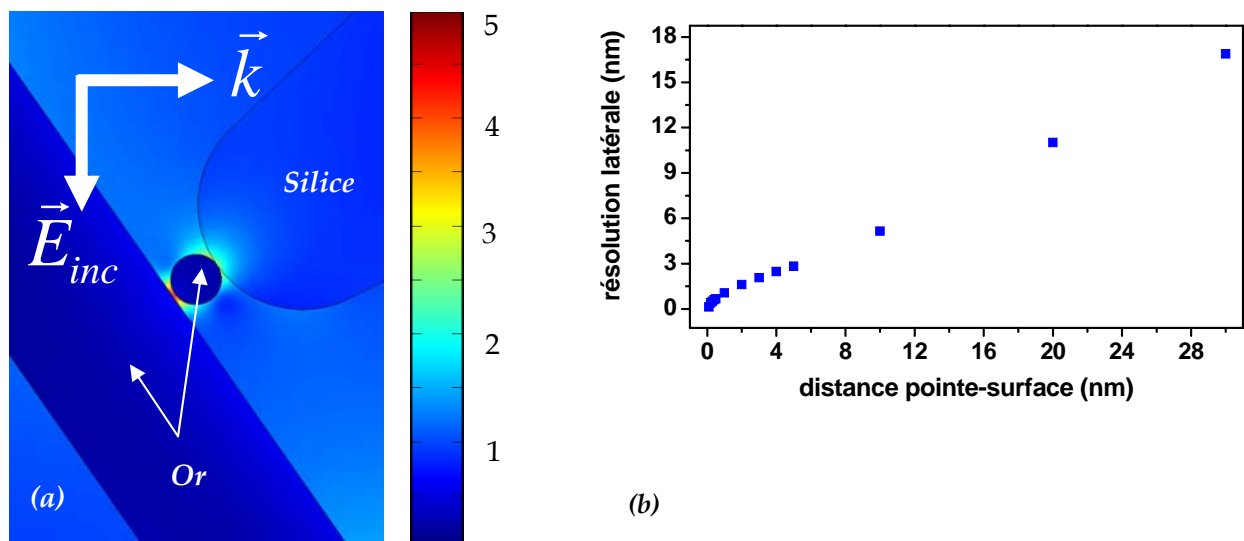 k
E inc
Silice
Or
(a)
5
4
3
2
1
résolution latérale (nm)
18
15
12
9
6
3
0
0 4 8 12 16 20 24 28
distance pointe-surface (nm)
(b)